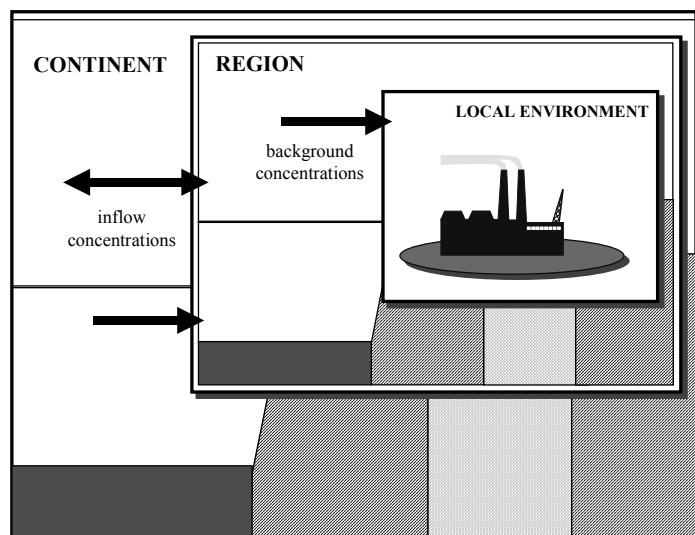 CONTINENT
REGION
LOCAL ENVIRONMENT
background
concentrations
inflow
concentrations